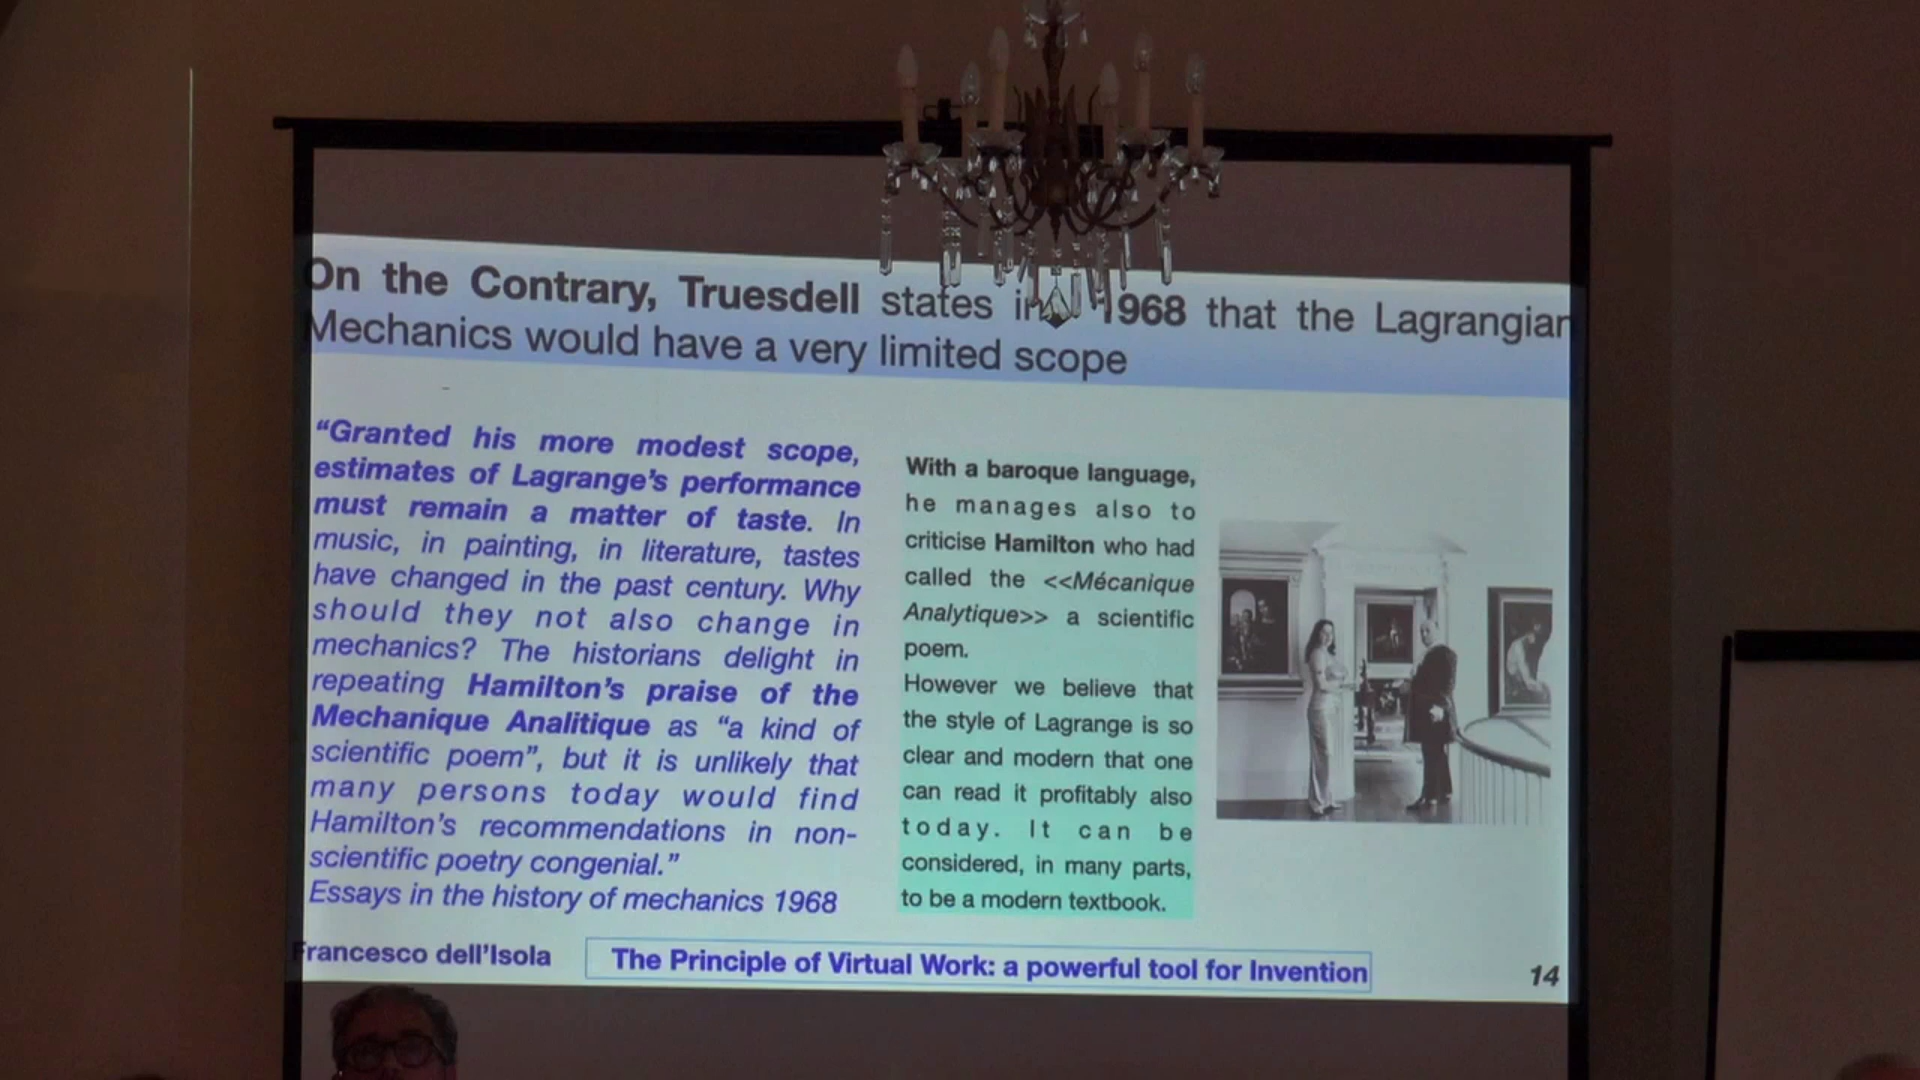 On the Contrary, Truesdell states in 1968 that the Lagrangian
Mechanics would have a very limited scope
“Granted his more modest scope,
estimates of Lagrange’s performance
must remain a matter of taste. In
music, in painting, in literature, tastes
have changed in the past century. Why
should they not also change in
mechanics? The historians delight in
repeating Hamilton’s praise of the
Mechanique Analitique as “a kind of
scientific poem”, but it is unlikely that
many persons today would find
Hamilton’s recommendations in non-
scientific poetry congenial.”
Essays in the history of mechanics 1968
With a baroque language,
he manages also to
criticise Hamilton who had
called the <<Mécanique
Analytique>> a scientific
poem.
However we believe that
the style of Lagrange is so
clear and modern that one
can read it profitably also
today. It can be
considered, in many parts,
to be a modern textbook.
Francesco dell’Isola
The Principle of Virtual Work: a powerful tool for Invention
14